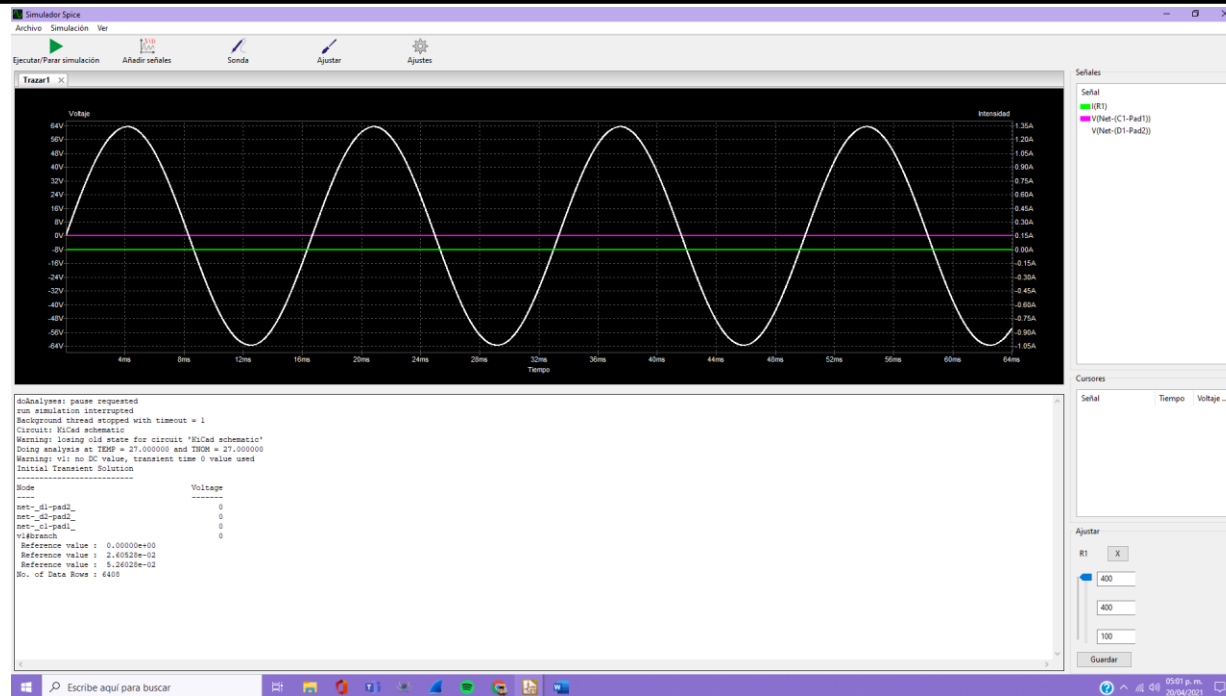 Simulador Spice
Archivo Simulación Ver
Ejecutar/Parar simulación Añadir señales Sonda Ajustar Ajustes
Trazar1
Voltaje Intensidad
64V 1.35A
56V 1.20A
48V 1.05A
40V 0.90A
32V 0.75A
24V 0.60A
16V 0.45A
8V 0.30A
0V 0.15A
-8V 0.00A
-16V -0.15A
-24V -0.30A
-32V -0.45A
-40V -0.60A
-48V -0.75A
-56V -0.90A
-64V -1.05A
4ms 8ms 12ms 16ms 20ms 24ms 28ms 32ms 36ms 40ms 44ms 48ms 52ms 56ms 60ms 64ms
Tiempo
Señales
Señal
I(R1)
V(Net-(C1-Pad1))
V(Net-(D1-Pad2))
doAnalyses: pause requested
run simulation interrupted
Background thread stopped with timeout = 1
Circuit: KiCad schematic
Warning: losing old state for circuit 'KiCad schematic'
Doing analysis at TEMP = 27.000000 and TNOM = 27.000000
Warning: v1: no DC value, transient time 0 value used
Initial Transient Solution
--------------------------
Node Voltage
---- -------
net-_d1-pad2_ 0
net-_d2-pad2_ 0
net-_c1-pad1_ 0
v1#branch 0
Reference value : 0.00000e+00
Reference value : 2.60528e-02
Reference value : 5.26028e-02
No. of Data Rows : 6408
Cursores
Señal Tiempo Voltaje ...
Ajustar
R1 X
400
400
100
Guardar
Escribe aquí para buscar
05:01 p. m.
20/04/2021